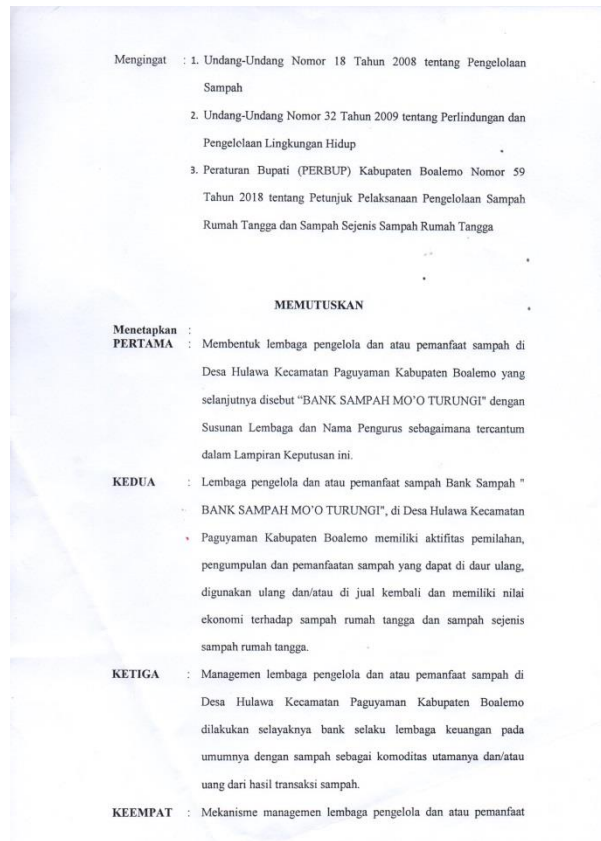 Mengingat : 1. Undang-Undang Nomor 18 Tahun 2008 tentang Pengelolaan
Sampah
2. Undang-Undang Nomor 32 Tahun 2009 tentang Perlindungan dan
Pengelolaan Lingkungan Hidup
3. Peraturan Bupati (PERBUP) Kabupaten Boalemo Nomor 59
Tahun 2018 tentang Petunjuk Pelaksanaan Pengelolaan Sampah
Rumah Tangga dan Sampah Sejenis Sampah Rumah Tangga
MEMUTUSKAN
Menetapkan :
PERTAMA : Membentuk lembaga pengelola dan atau pemanfaat sampah di
Desa Hulawa Kecamatan Paguyaman Kabupaten Boalemo yang
selanjutnya disebut "BANK SAMPAH MO'O TURUNGI" dengan
Susunan Lembaga dan Nama Pengurus sebagaimana tercantum
dalam Lampiran Keputusan ini.
KEDUA : Lembaga pengelola dan atau pemanfaat sampah Bank Sampah "
BANK SAMPAH MO'O TURUNGI", di Desa Hulawa Kecamatan
Paguyaman Kabupaten Boalemo memiliki aktifitas pemilahan,
pengumpulan dan pemanfaatan sampah yang dapat di daur ulang,
digunakan ulang dan/atau di jual kembali dan memiliki nilai
ekonomi terhadap sampah rumah tangga dan sampah sejenis
sampah rumah tangga.
KETIGA : Managemen lembaga pengelola dan atau pemanfaat sampah di
Desa Hulawa Kecamatan Paguyaman Kabupaten Boalemo
dilakukan selayaknya bank selaku lembaga keuangan pada
umumnya dengan sampah sebagai komoditas utamanya dan/atau
uang dari hasil transaksi sampah.
KEEMPAT : Mekanisme managemen lembaga pengelola dan atau pemanfaat